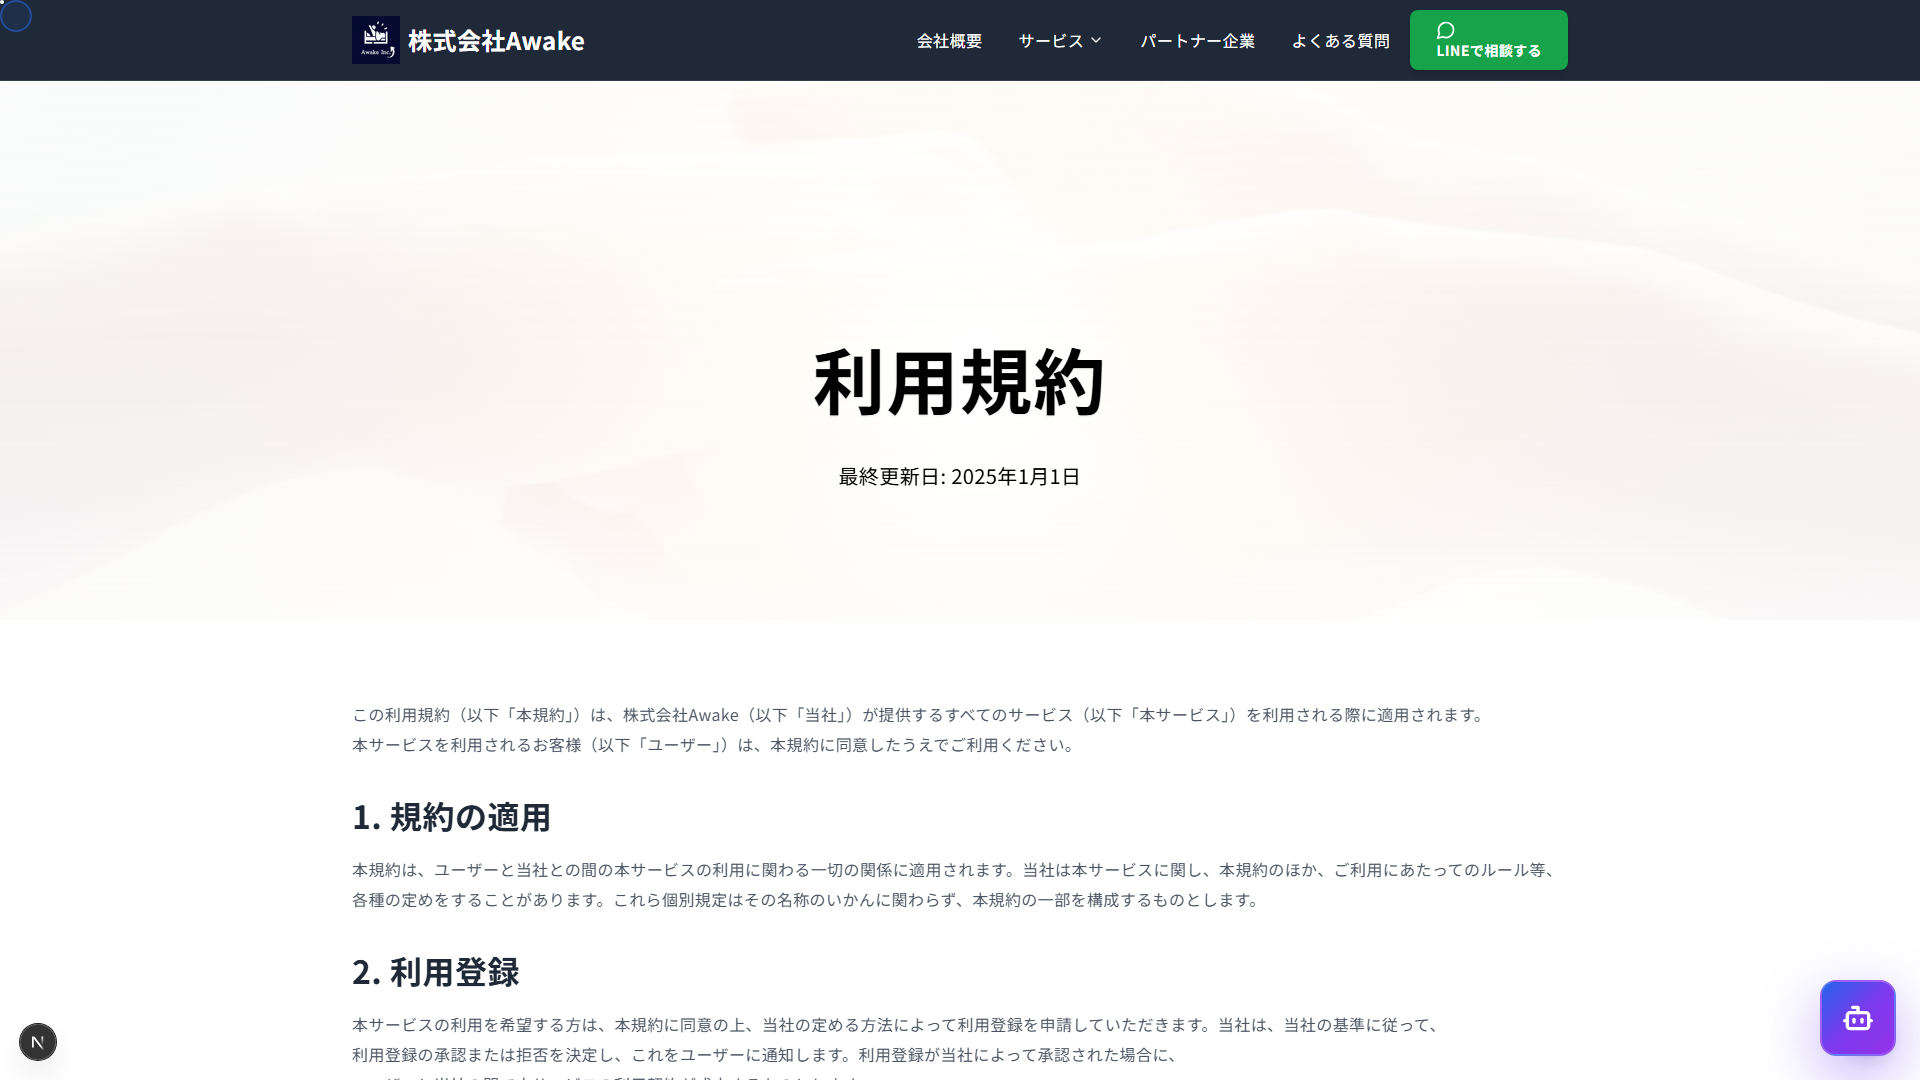 Awake Inc.
株式会社Awake
会社概要
サービス
パートナー企業
よくある質問
LINEで相談する
利用規約
最終更新日: 2025年1月1日
この利用規約（以下「本規約」）は、株式会社Awake（以下「当社」）が提供するすべてのサービス（以下「本サービス」）を利用される際に適用されます。
本サービスを利用されるお客様（以下「ユーザー」）は、本規約に同意したうえでご利用ください。
1. 規約の適用
本規約は、ユーザーと当社との間の本サービスの利用に関わる一切の関係に適用されます。当社は本サービスに関し、本規約のほか、ご利用にあたってのルール等、
各種の定めをすることがあります。これら個別規定はその名称のいかんに関わらず、本規約の一部を構成するものとします。
2. 利用登録
本サービスの利用を希望する方は、本規約に同意の上、当社の定める方法によって利用登録を申請していただきます。当社は、当社の基準に従って、
利用登録の承認または拒否を決定し、これをユーザーに通知します。利用登録が当社によって承認された場合に、
N